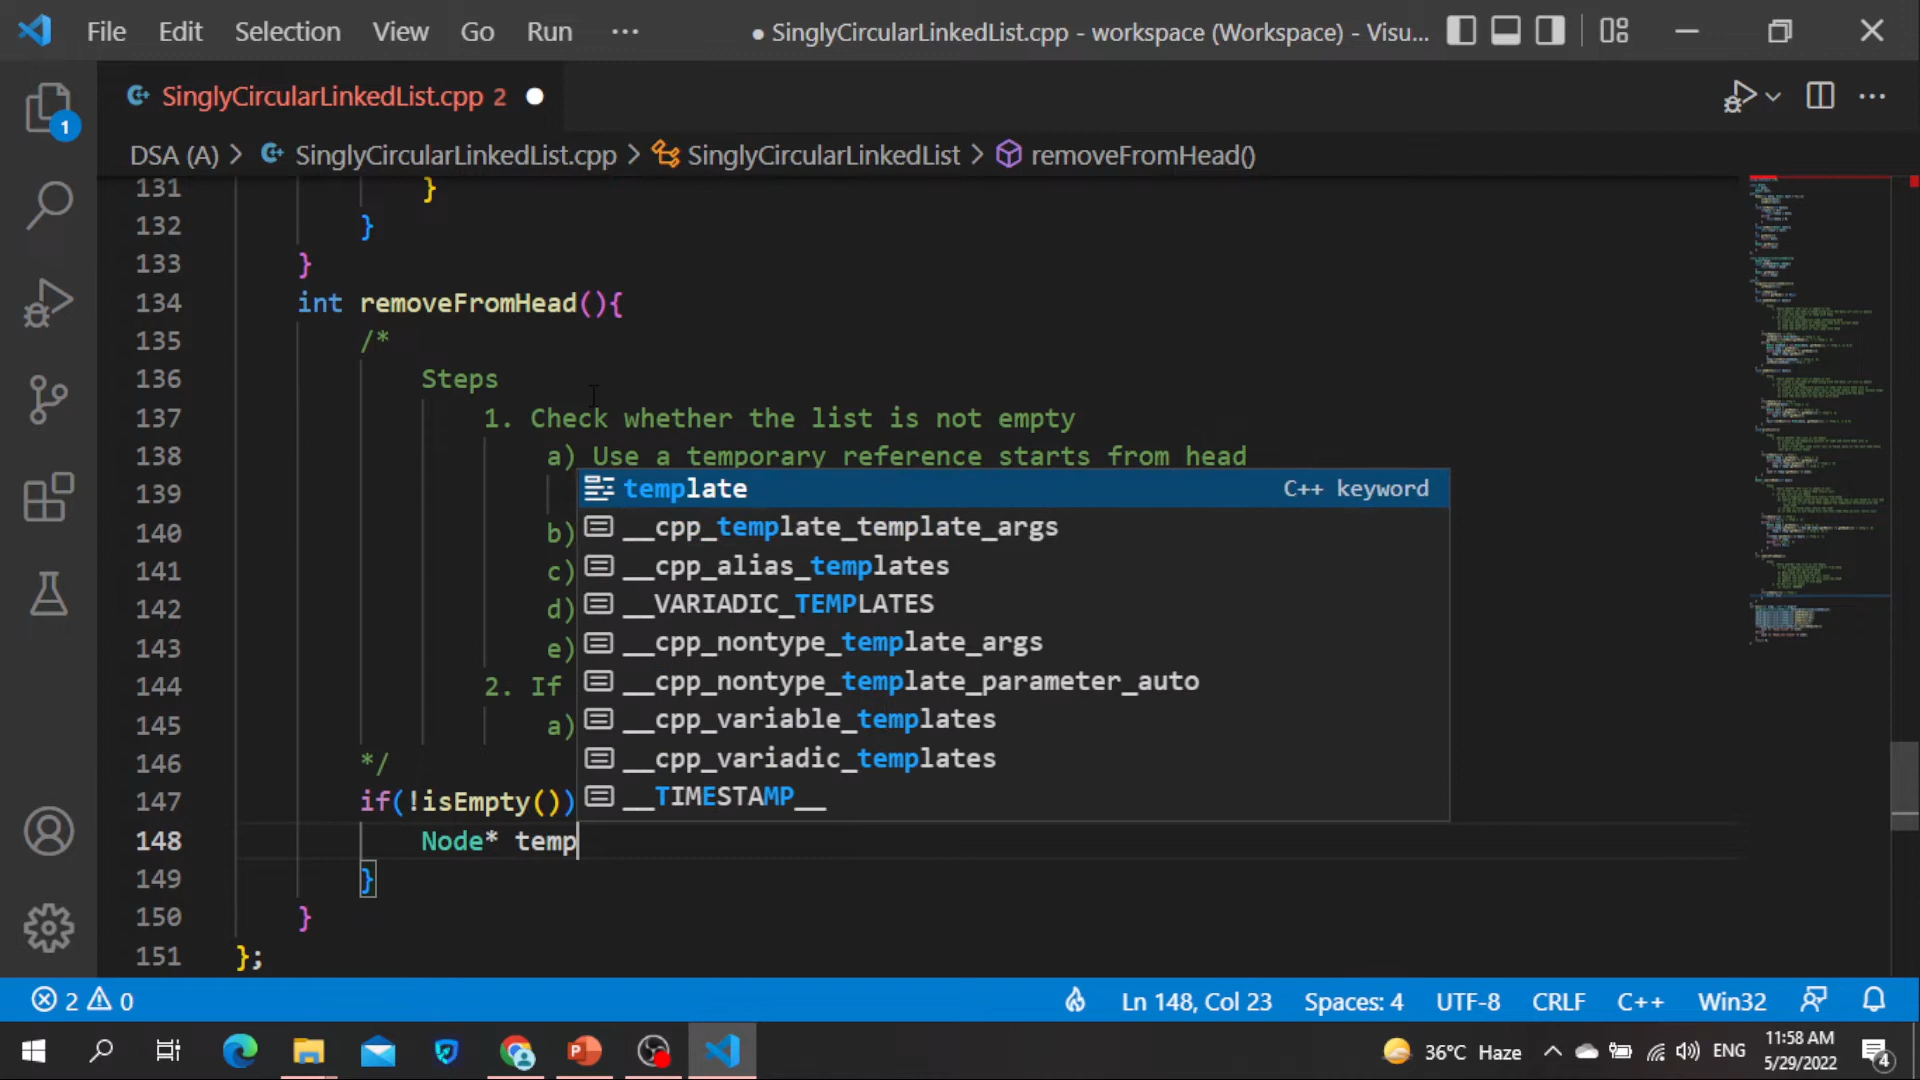 File Edit Selection View Go Run ··· ● SinglyCircularLinkedList.cpp - workspace (Workspace) - Visu...
SinglyCircularLinkedList.cpp 2
1
DSA (A) > SinglyCircularLinkedList.cpp > SinglyCircularLinkedList > removeFromHead()
131 }
132 }
133 }
134 int removeFromHead(){
135 /*
136 Steps
137 1. Check whether the list is not empty
138 a) Use a temporary reference starts from head
139
template C++ keyword
__cpp_template_template_args
140 b)
141 c)
__cpp_alias_templates
142 d)
__VARIADIC_TEMPLATES
143 e)
__cpp_nontype_template_args
144 2. If
__cpp_nontype_template_parameter_auto
145 a)
__cpp_variable_templates
146 */
__cpp_variadic_templates
147 if(!isEmpty())
__TIMESTAMP__
148 Node* temp
149 }
150 }
151 };
2 0 Ln 148, Col 23 Spaces: 4 UTF-8 CRLF C++ Win32
36°C Haze ENG 11:58 AM
5/29/2022
4